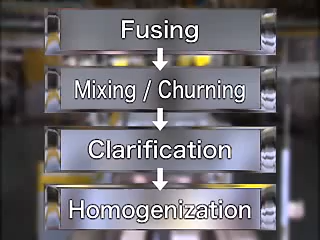 Fusing
Mixing / Churning
Clarification
Homogenization